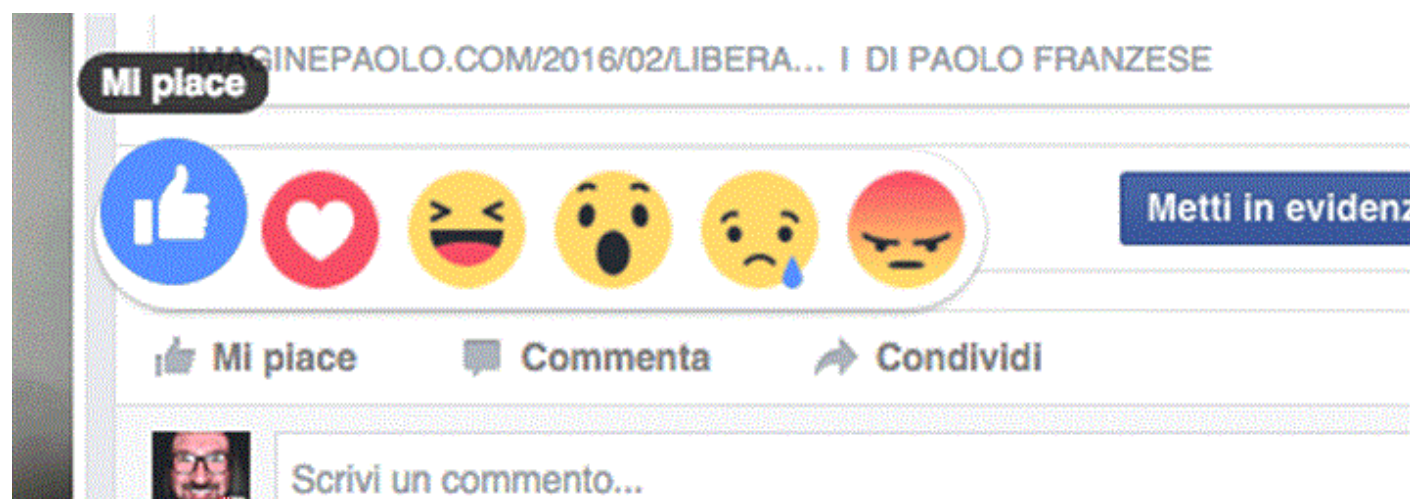 IMAGINEPAOLO.COM/2016/02/LIBERA... | DI PAOLO FRANZESE
Mi piace
Metti in evidenz
Mi piace
Commenta
Condividi
Scrivi un commento...